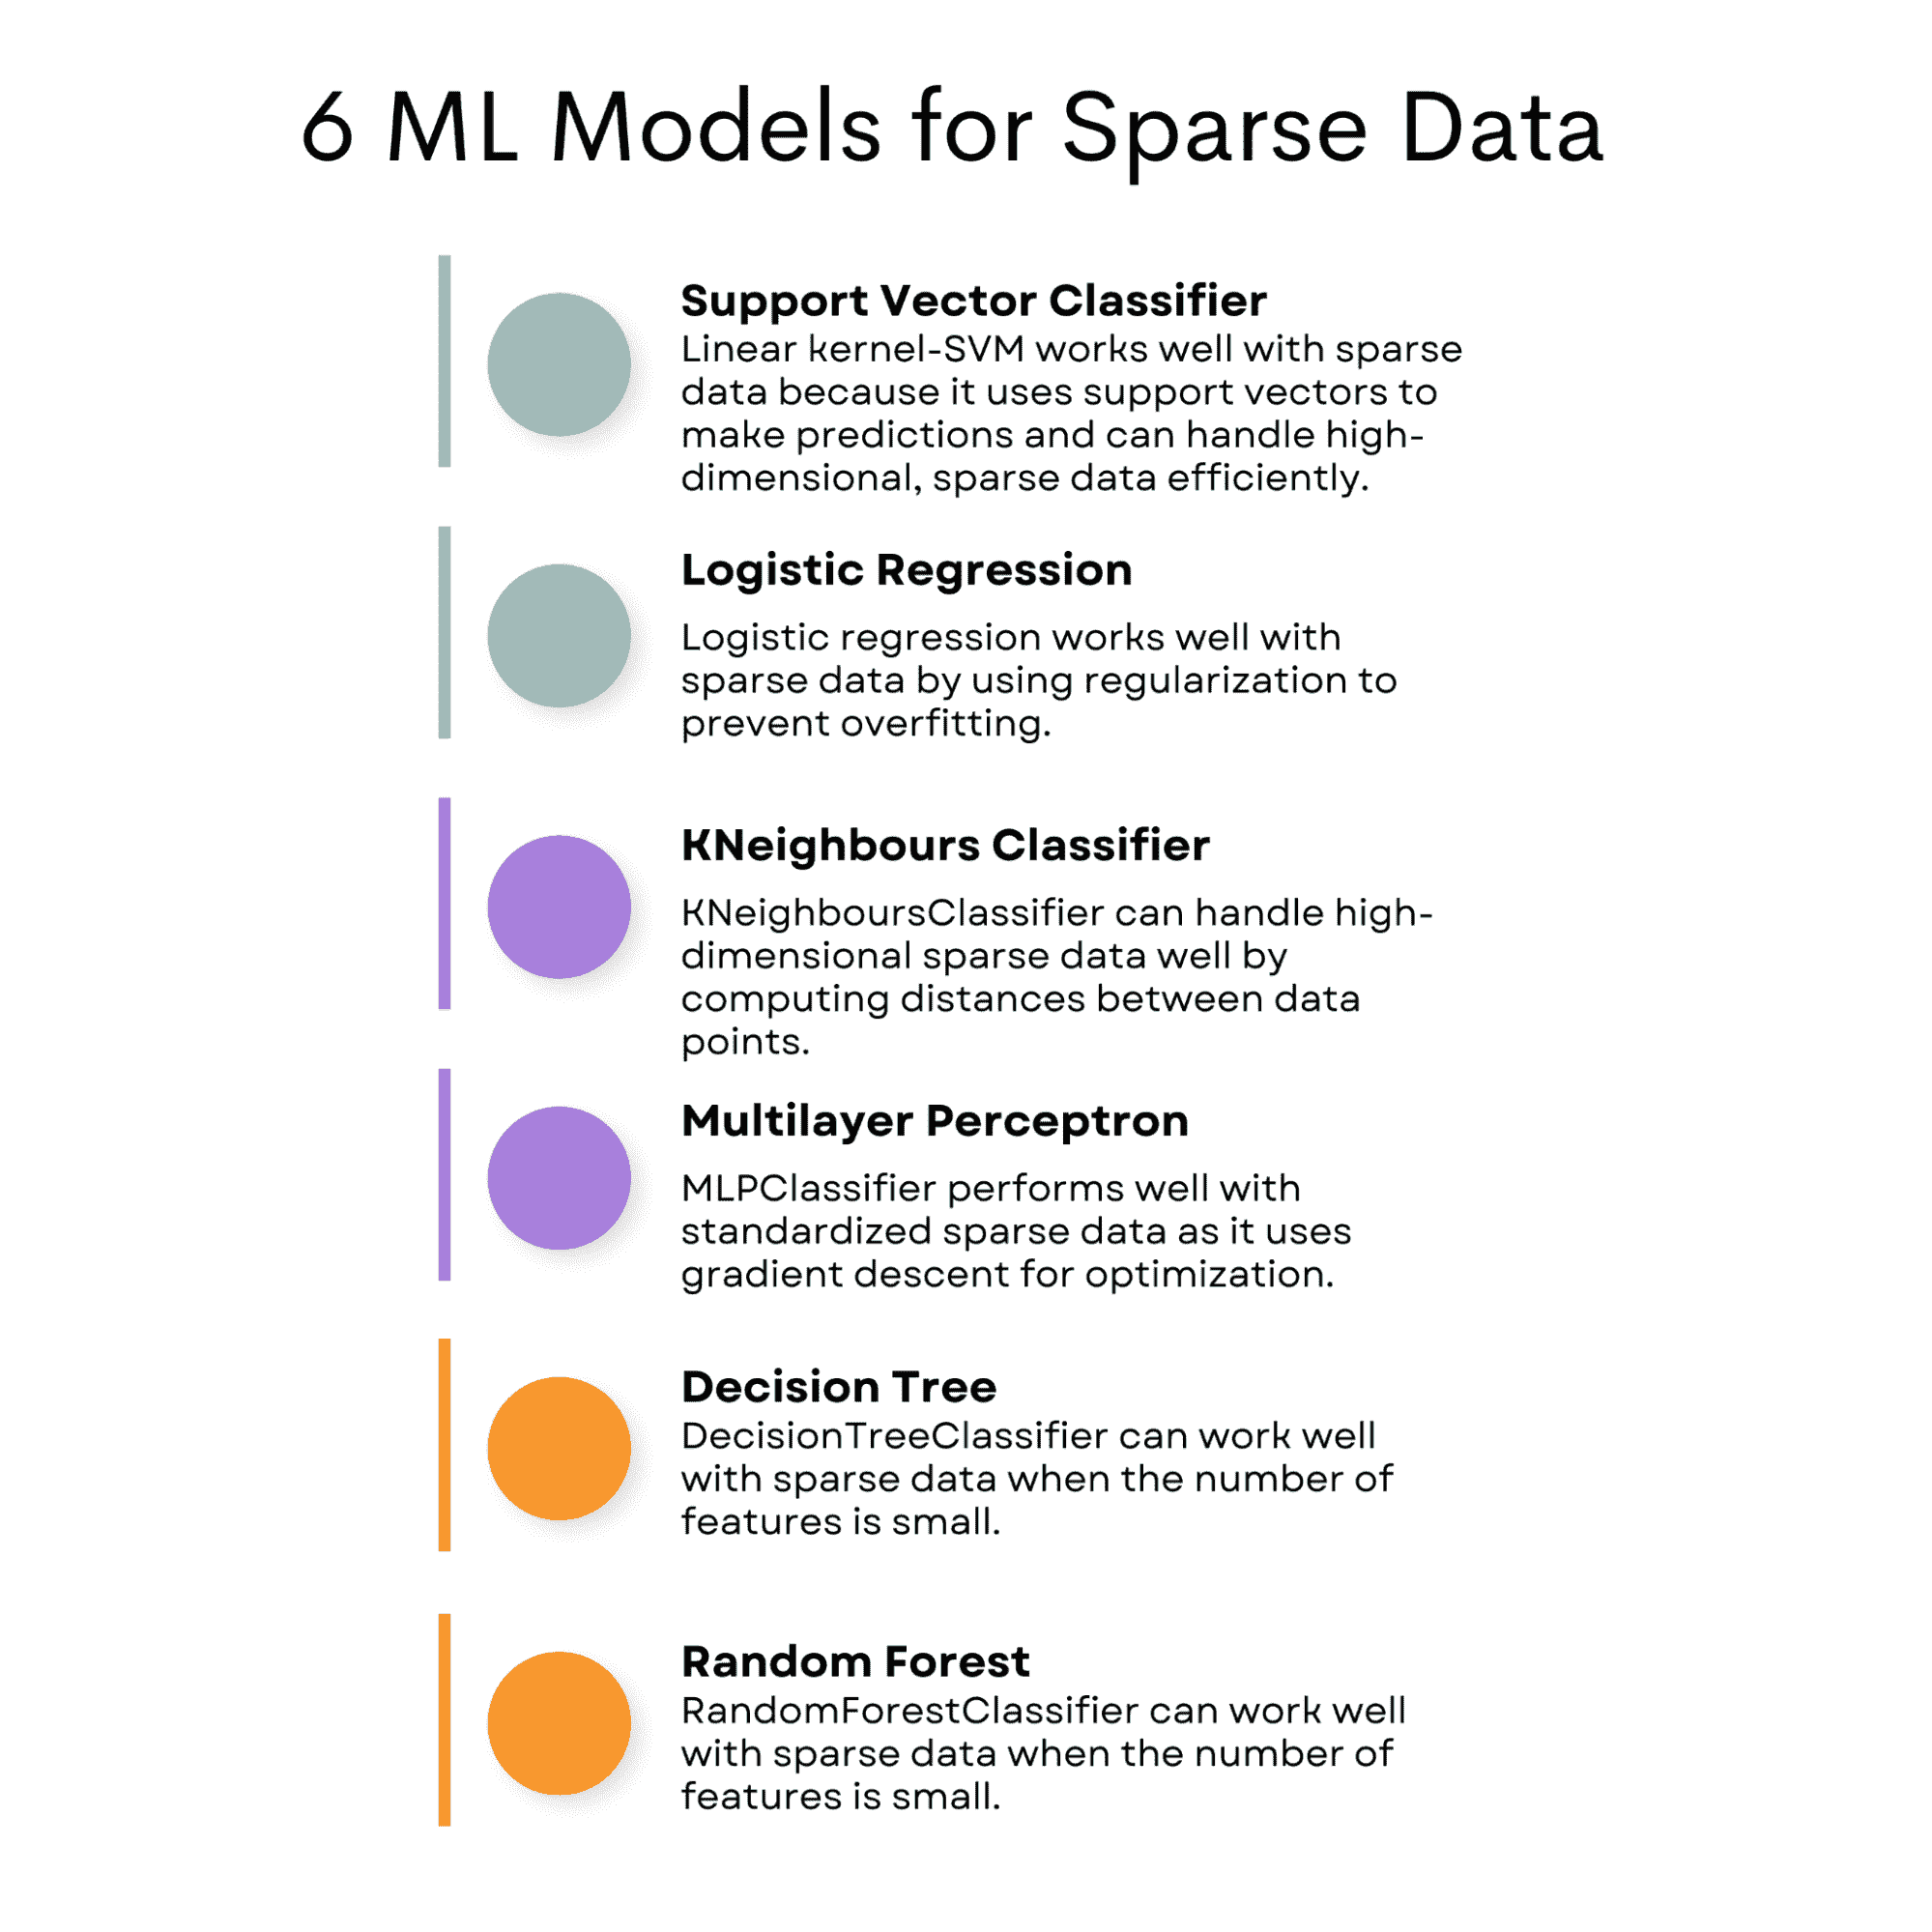 6 ML Models for Sparse Data
Support Vector Classifier
Linear kernel-SVM works well with sparse
data because it uses support vectors to
make predictions and can handle high-
dimensional, sparse data efficiently.
Logistic Regression
Logistic regression works well with
sparse data by using regularization to
prevent overfitting.
KNeighbours Classifier
KNeighboursClassifier can handle high-
dimensional sparse data well by
computing distances between data
points.
Multilayer Perceptron
MLPClassifier performs well with
standardized sparse data as it uses
gradient descent for optimization.
Decision Tree
DecisionTreeClassifier can work well
with sparse data when the number of
features is small.
Random Forest
RandomForestClassifier can work well
with sparse data when the number of
features is small.